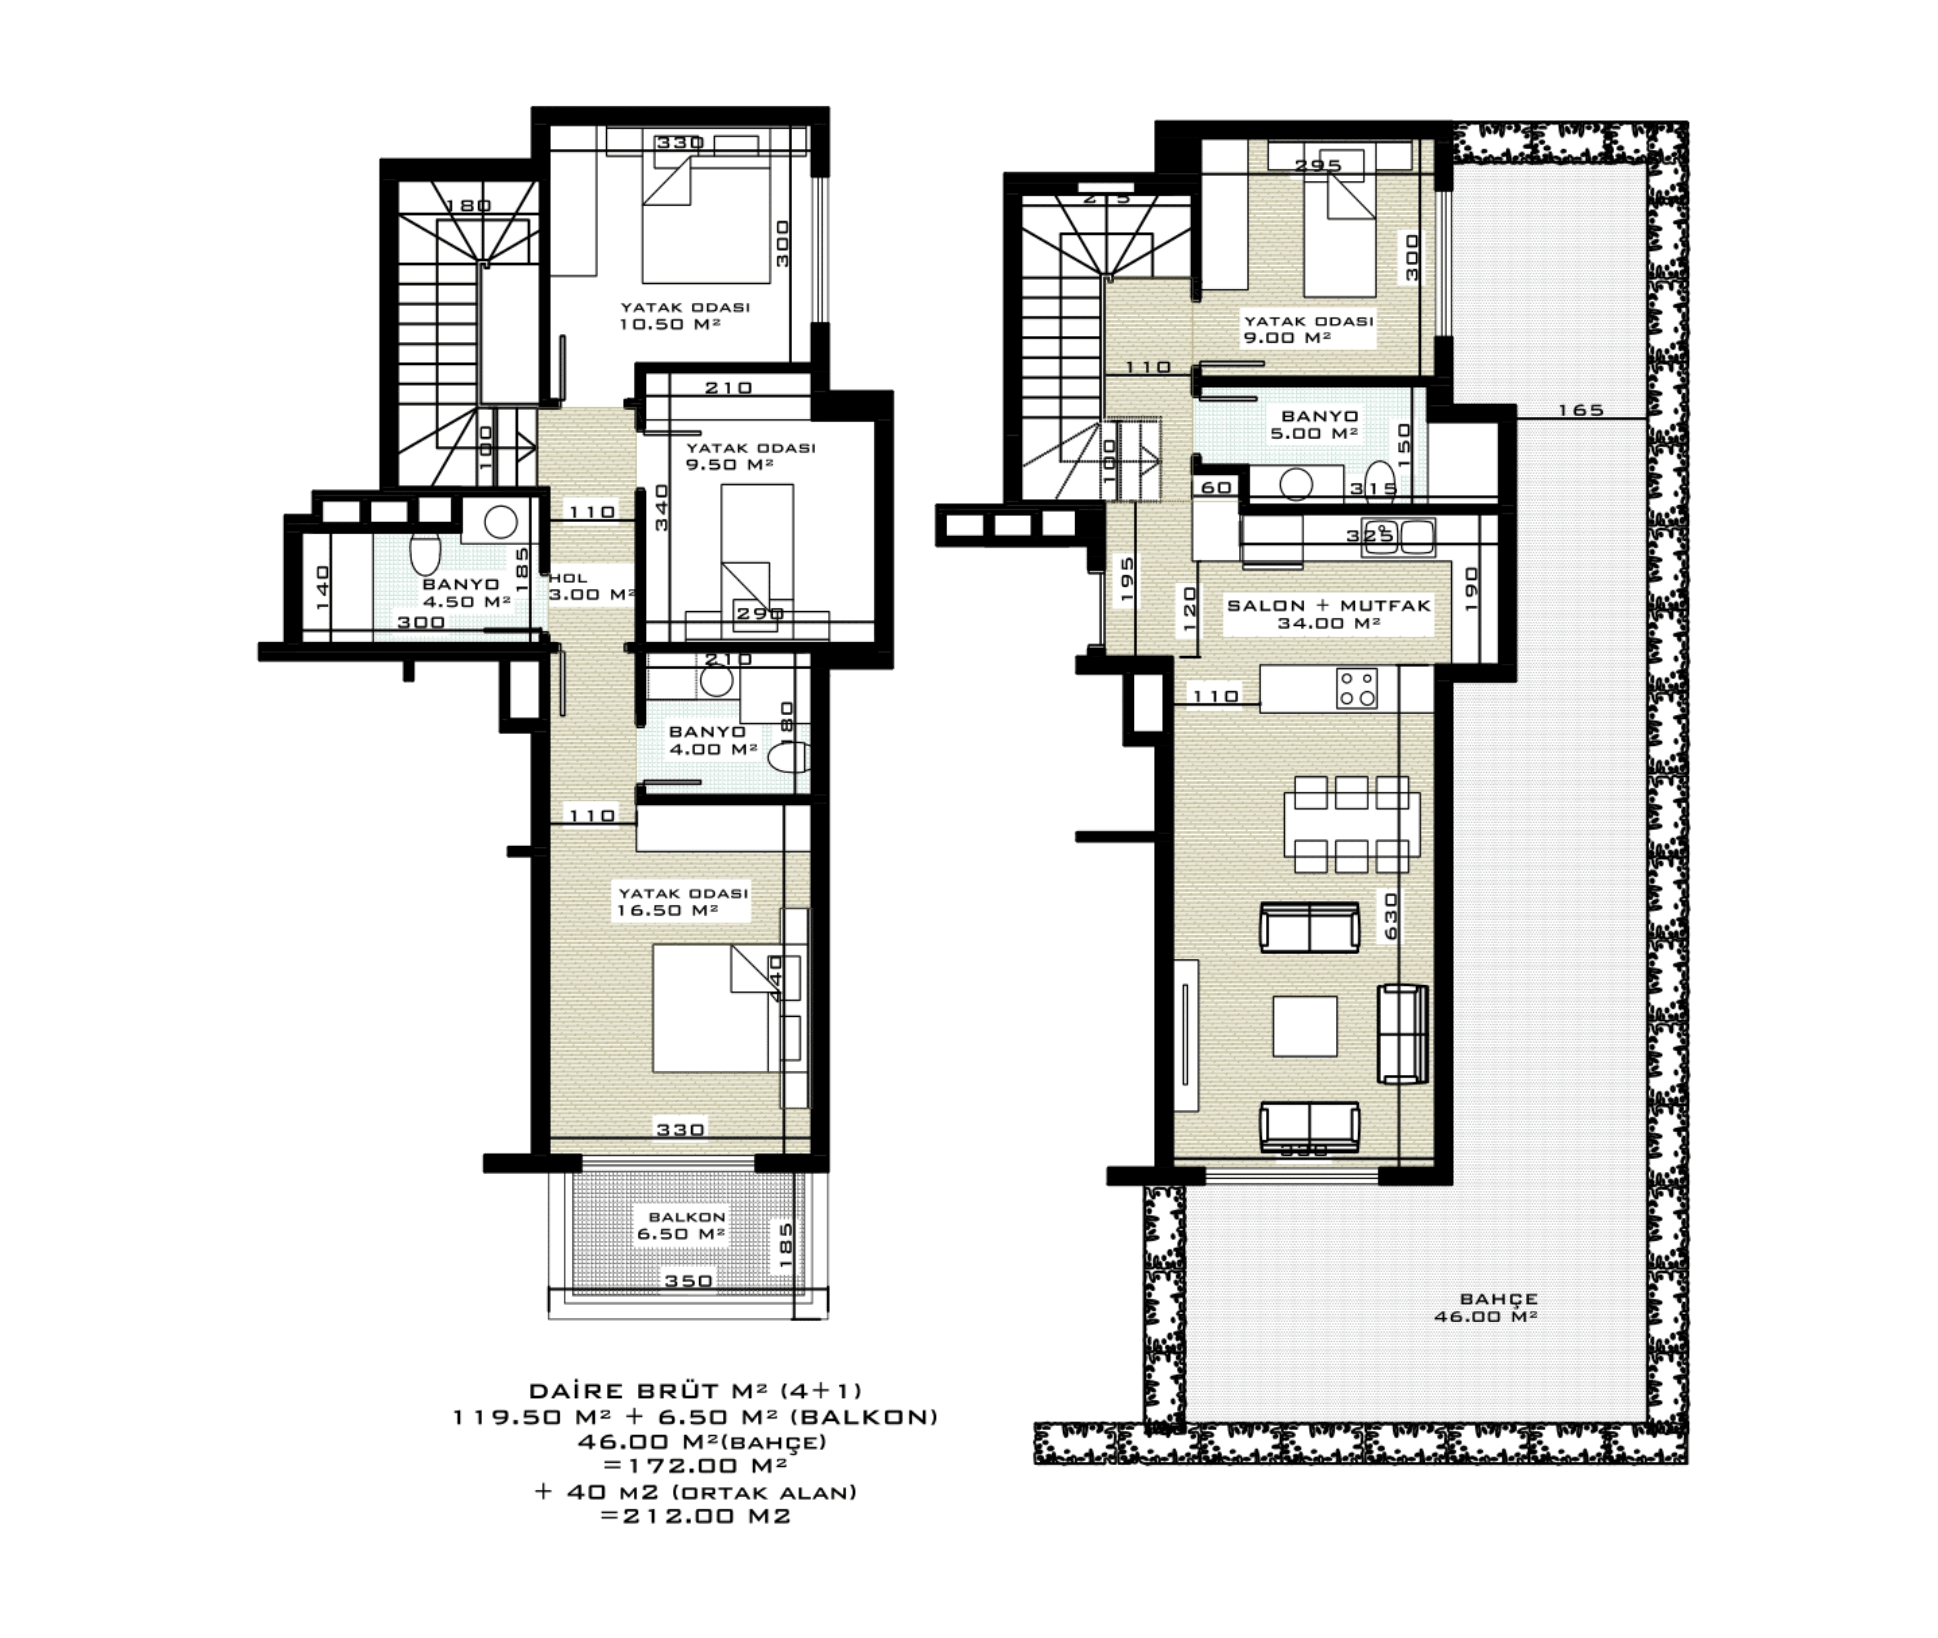 330
180
300
YATAK ODASI
10.50 M²
210
YATAK ODASI
9.50 M²
100
340
110
185
140
HOL
3.00 M²
BANYO
4.50 M²
300
290
210
180
BANYO
4.00 M²
110
YATAK ODASI
16.50 M²
440
330
BALKON
6.50 M²
185
350
DAİRE BRÜT M² (4+1)
119.50 M² + 6.50 M² (BALKON)
46.00 M²(BAHÇE)
=172.00 M²
+ 40 M2 (ORTAK ALAN)
=212.00 M2
295
215
300
YATAK ODASI
9.00 M²
110
BANYO
5.00 M²
150
165
100
60
315
325
195
120
190
SALON + MUTFAK
34.00 M²
110
630
330
BAHÇE
46.00 M²